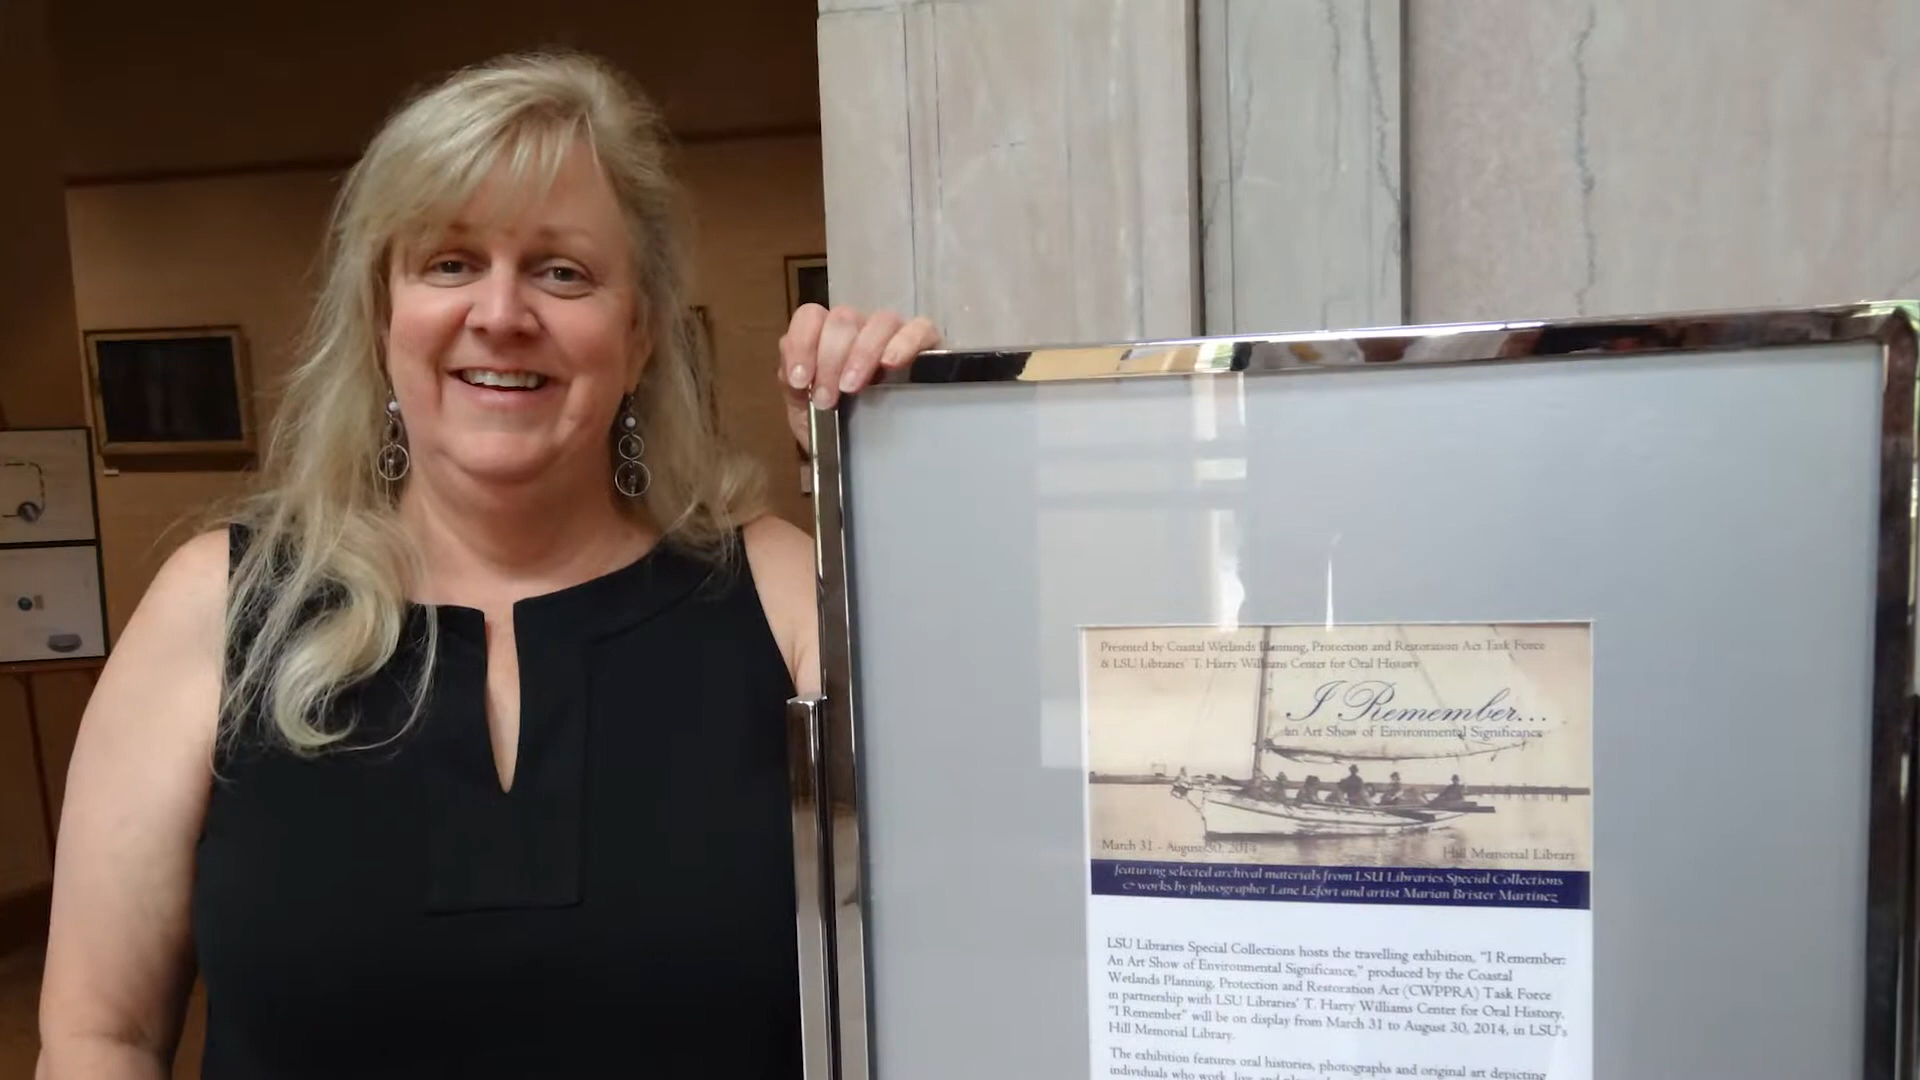 Presented by Coastal Wetlands Planning, Protection and Restoration Act Task Force
& LSU Libraries' T. Harry Williams Center for Oral History
I Remember...
an Art Show of Environmental Significance
March 31 - August 30, 2014
Hill Memorial Library
featuring selected archival materials from LSU Libraries Special Collections
& works by photographer Lane Lefort and artist Marian Brister Martinez
LSU Libraries Special Collections hosts the travelling exhibition, "I Remember:
An Art Show of Environmental Significance," produced by the Coastal
Wetlands Planning, Protection and Restoration Act (CWPPRA) Task Force
in partnership with LSU Libraries' T. Harry Williams Center for Oral History.
"I Remember" will be on display from March 31 to August 30, 2014, in LSU's
Hill Memorial Library.
The exhibition features oral histories, photographs and original art depicting
individuals who work, live, and